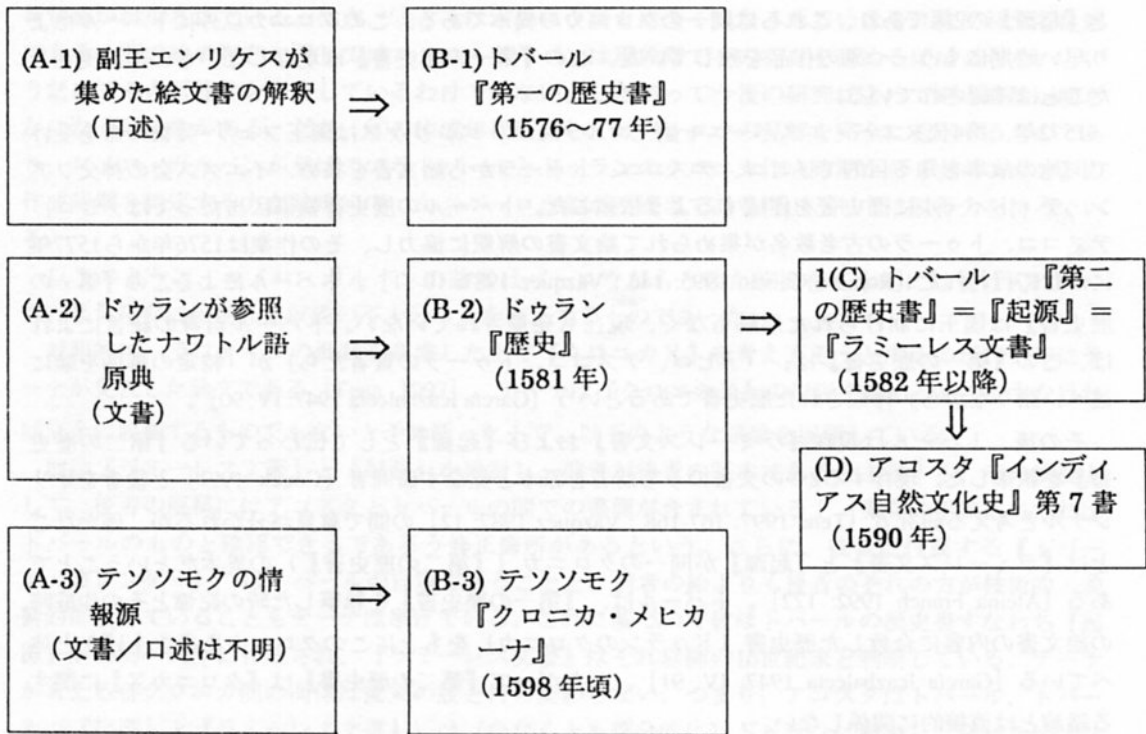 (A-1) 副王エンリケスが
集めた絵文書の解釈
(口述)
⇒
(B-1) トバール
『第一の歴史書』
(1576〜77 年)
(A-2) ドゥランが参照
したナワトル語
原典
(文書)
⇒
(B-2) ドゥラン
『歴史』
(1581 年)
⇒
1(C) トバール 『第二
の歴史書』=『起源』=
『ラミーレス文書』
(1582 年以降)
⇓
(D) アコスタ『インディ
アス自然文化史』第 7 書
(1590 年)
(A-3) テソソモクの情
報源
(文書／口述は不明)
⇒
(B-3) テソソモク
『クロニカ・メヒカ
ーナ』
(1598 年頃)